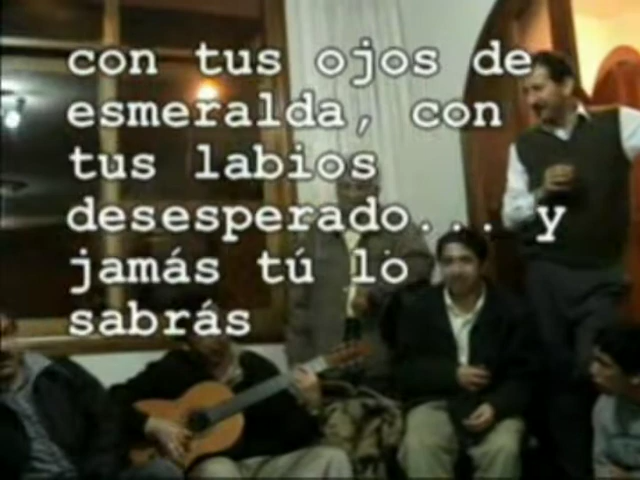 con tus ojos de
esmeralda, con
tus labios
desesperado... y
jamás tú lo
sabrás